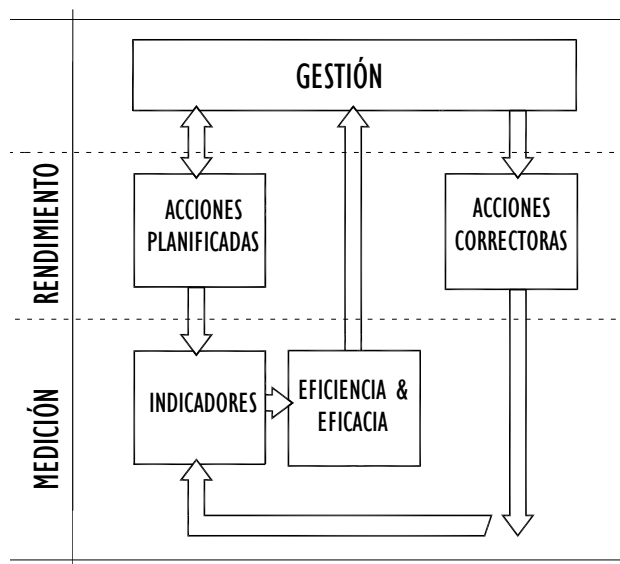 GESTIÓN
RENDIMIENTO
ACCIONES
PLANIFICADAS
ACCIONES
CORRECTORAS
MEDICIÓN
INDICADORES
EFICIENCIA &
EFICACIA